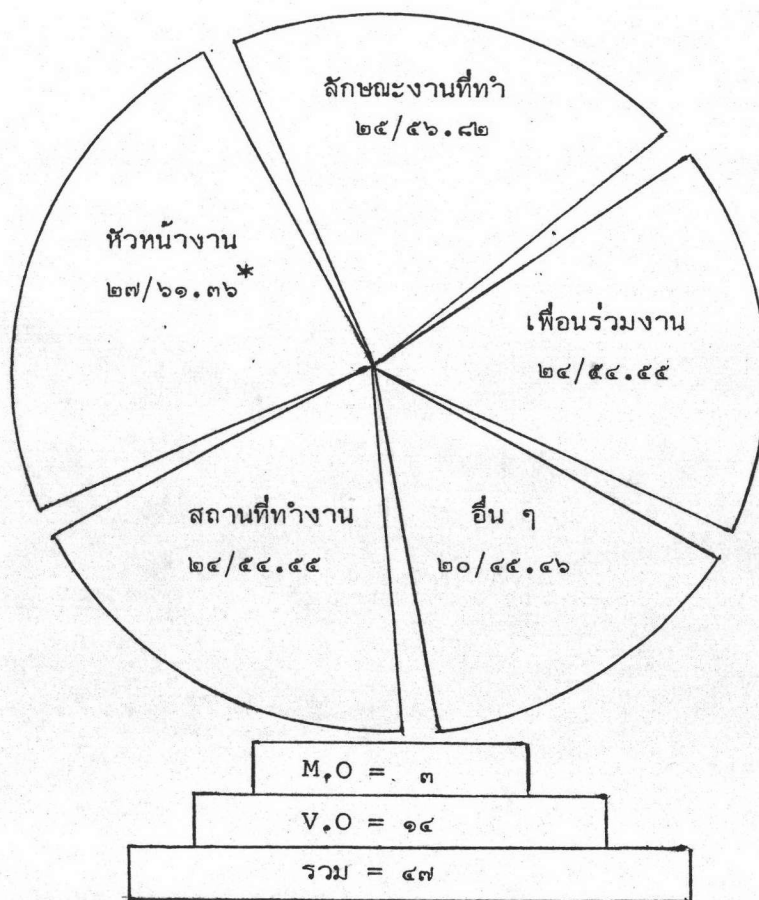 ลักษณะงานที่ทำ
๒๕/๕๖.๘๒
หัวหน้างาน
๒๗/๖๑.๓๖*
เพื่อนร่วมงาน
๒๔/๕๔.๕๕
สถานที่ทำงาน
๒๔/๕๔.๕๕
อื่น ๆ
๒๐/๔๕.๔๖
M.O = ๓
V.O = ๑๔
รวม = ๔๗